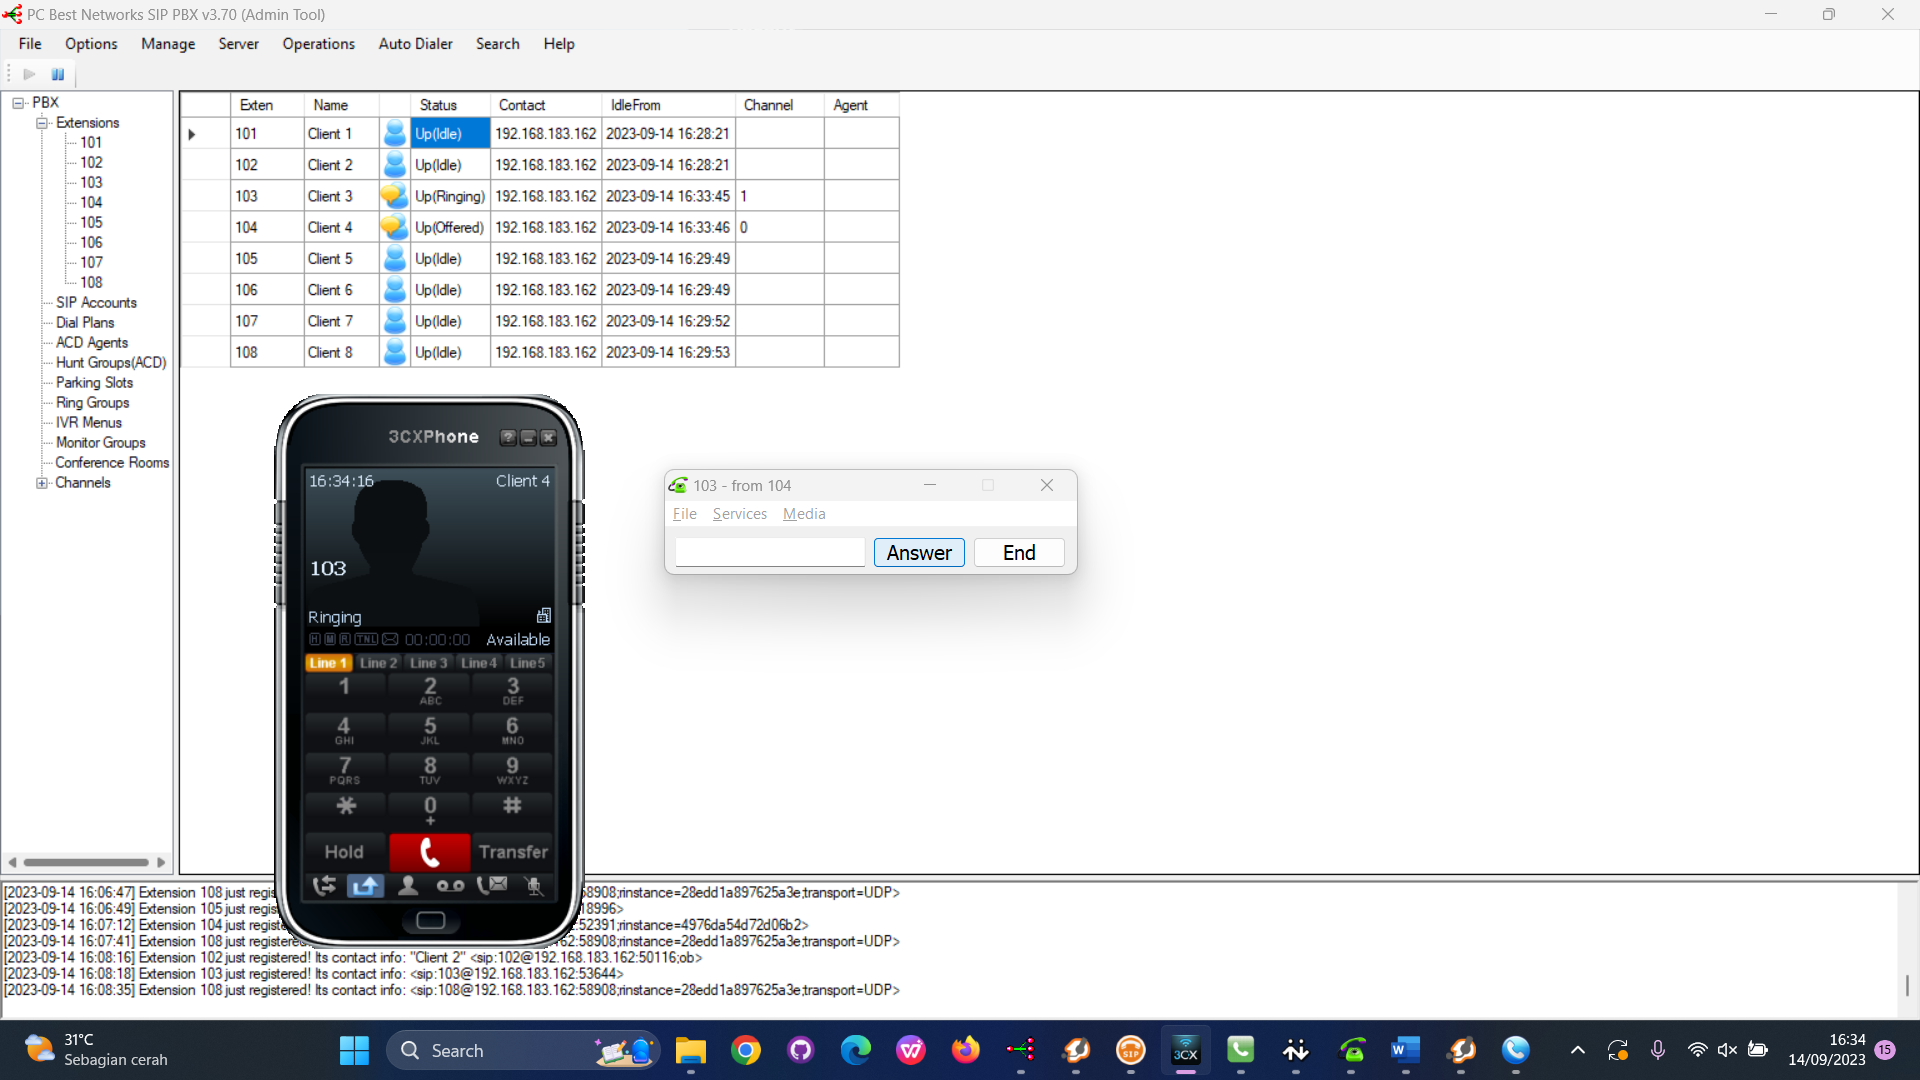 PC Best Networks SIP PBX v3.70 (Admin Tool)
File Options Manage Server Operations Auto Dialer Search Help
PBX
Extensions
101
102
103
104
105
106
107
108
SIP Accounts
Dial Plans
ACD Agents
Hunt Groups(ACD)
Parking Slots
Ring Groups
IVR Menus
Monitor Groups
Conference Rooms
Channels
Exten Name Status Contact IdleFrom Channel Agent
101 Client 1 Up(Idle) 192.168.183.162 2023-09-14 16:28:21
102 Client 2 Up(Idle) 192.168.183.162 2023-09-14 16:28:21
103 Client 3 Up(Ringing) 192.168.183.162 2023-09-14 16:33:45 1
104 Client 4 Up(Offered) 192.168.183.162 2023-09-14 16:33:46 0
105 Client 5 Up(Idle) 192.168.183.162 2023-09-14 16:29:49
106 Client 6 Up(Idle) 192.168.183.162 2023-09-14 16:29:49
107 Client 7 Up(Idle) 192.168.183.162 2023-09-14 16:29:52
108 Client 8 Up(Idle) 192.168.183.162 2023-09-14 16:29:53
3CXPhone
16:34:16 Client 4
103
Ringing
H M R TNL 00:00:00 Available
Line 1 Line 2 Line 3 Line 4 Line5
1 2 3
ABC DEF
4 5 6
GHI JKL MNO
7 8 9
PQRS TUV WXYZ
* 0 #
+
Hold Transfer
103 - from 104
File Services Media
Answer End
[2023-09-14 16:06:47] Extension 108 just regis 58908;rinstance=28edd1a897625a3e;transport=UDP>
[2023-09-14 16:06:49] Extension 105 just regis 18996>
[2023-09-14 16:07:12] Extension 104 just registe :52391;rinstance=4976da54d72d06b2>
[2023-09-14 16:07:41] Extension 108 just registered 162:58908;rinstance=28edd1a897625a3e;transport=UDP>
[2023-09-14 16:08:16] Extension 102 just registered! Its contact info: "Client 2" <sip:102@192.168.183.162:50116;ob>
[2023-09-14 16:08:18] Extension 103 just registered! Its contact info: <sip:103@192.168.183.162:53644>
[2023-09-14 16:08:35] Extension 108 just registered! Its contact info: <sip:108@192.168.183.162:58908;rinstance=28edd1a897625a3e;transport=UDP>
31°C
Sebagian cerah
Search
SIP
3CX
16:34
14/09/2023
15